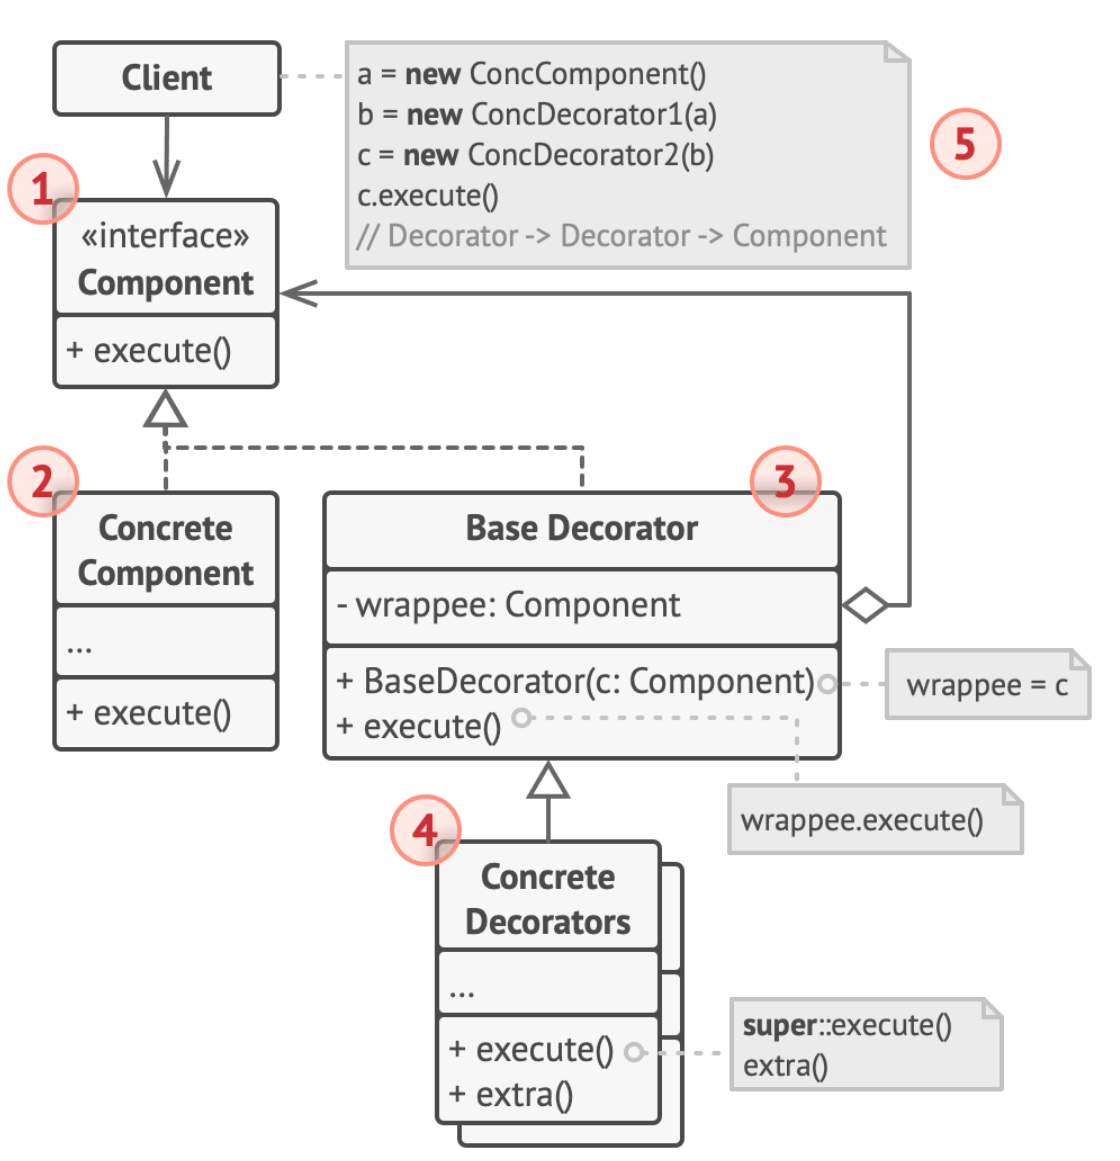 Client
a = new ConcComponent()
b = new ConcDecorator1(a)
c = new ConcDecorator2(b)
c.execute()
// Decorator -> Decorator -> Component
5
1
«interface»
Component
+ execute()
2
Concrete
Component
...
+ execute()
3
Base Decorator
- wrappee: Component
+ BaseDecorator(c: Component)
+ execute()
wrappee = c
wrappee.execute()
4
Concrete
Decorators
...
+ execute()
+ extra()
super::execute()
extra()